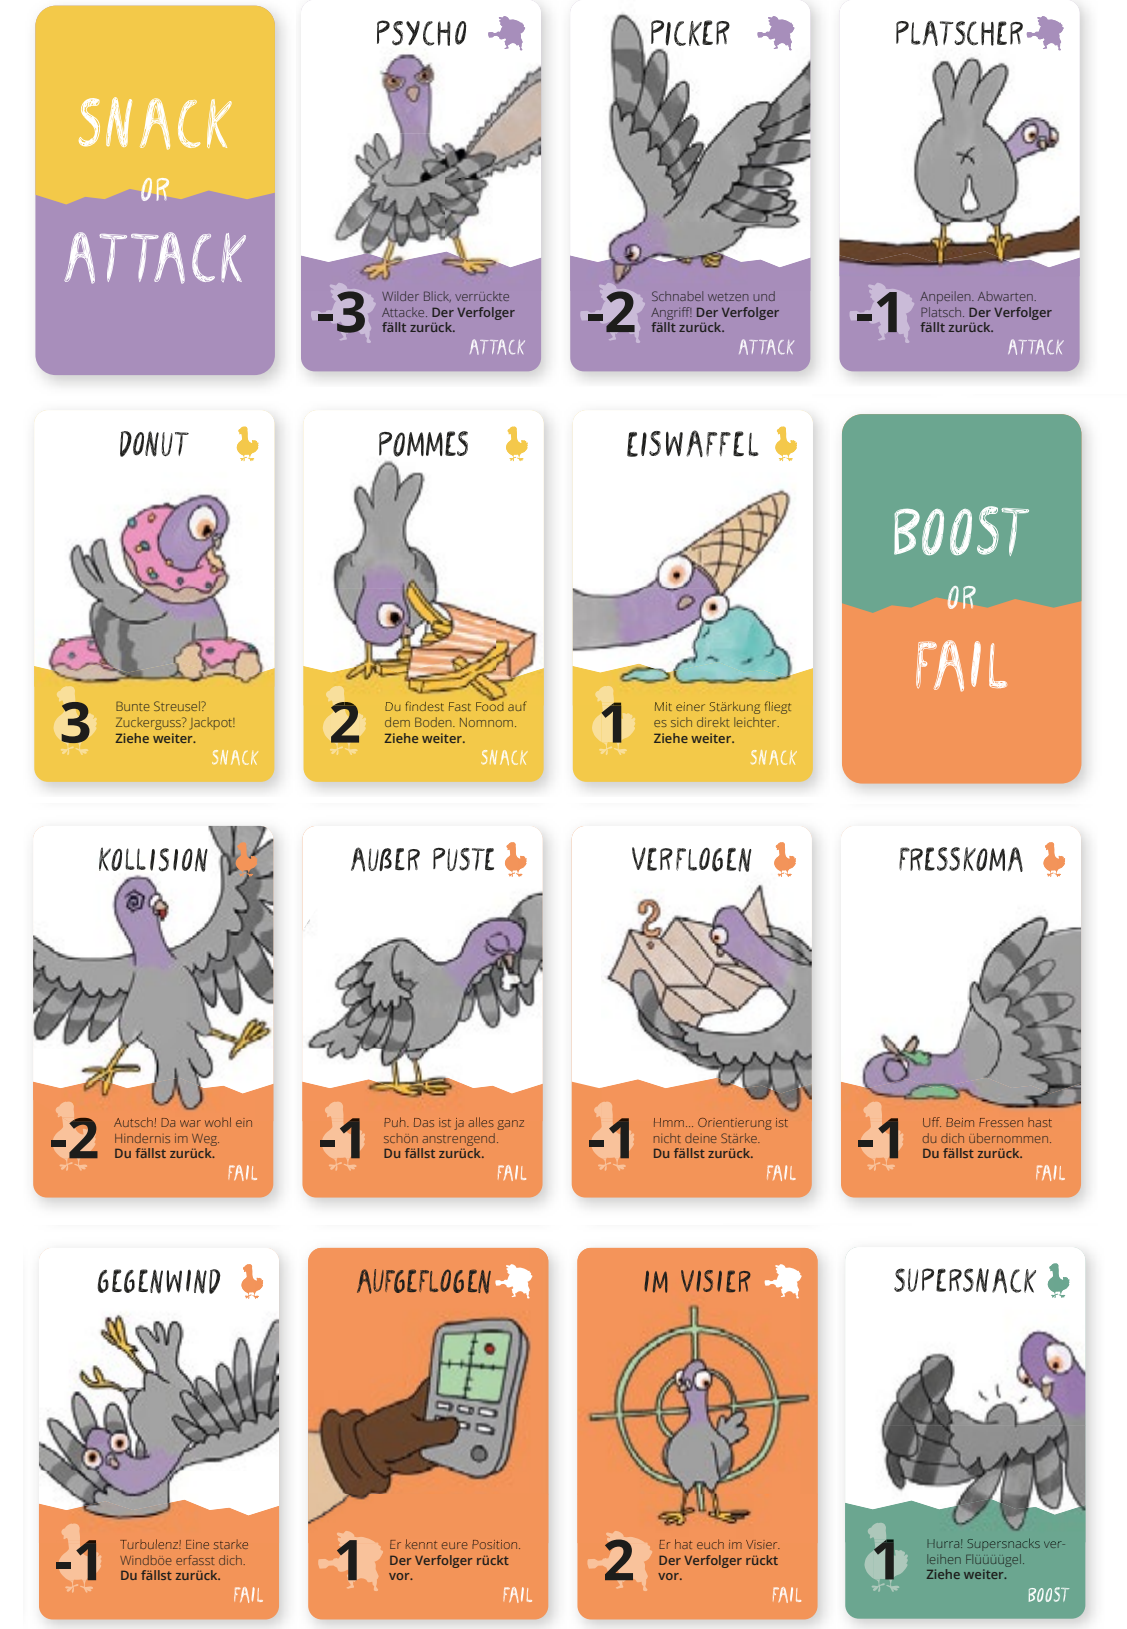 SNACK
OR
ATTACK
PSYCHO
-3
Wilder Blick, verrückte
Attacke. Der Verfolger
fällt zurück.
ATTACK
PICKER
-2
Schnabel wetzen und
Angriff! Der Verfolger
fällt zurück.
ATTACK
PLATSCHER
-1
Anpeilen. Abwarten.
Platsch. Der Verfolger
fällt zurück.
ATTACK
DONUT
3
Bunte Streusel?
Zuckerguss? Jackpot!
Ziehe weiter.
SNACK
POMMES
2
Du findest Fast Food auf
dem Boden. Nomnom.
Ziehe weiter.
SNACK
EISWAFFEL
1
Mit einer Stärkung fliegt
es sich direkt leichter.
Ziehe weiter.
SNACK
BOOST
OR
FAIL
KOLLISION
-2
Autsch! Da war wohl ein
Hindernis im Weg.
Du fällst zurück.
FAIL
AUßER PUSTE
-1
Puh. Das ist ja alles ganz
schön anstrengend.
Du fällst zurück.
FAIL
VERFLOGEN
?
-1
Hmm... Orientierung ist
nicht deine Stärke.
Du fällst zurück.
FAIL
FRESSKOMA
-1
Uff. Beim Fressen hast
du dich übernommen.
Du fällst zurück.
FAIL
GEGENWIND
-1
Turbulenz! Eine starke
Windböe erfasst dich.
Du fällst zurück.
FAIL
AUFGEFLOGEN
1
Er kennt eure Position.
Der Verfolger rückt
vor.
FAIL
IM VISIER
2
Er hat euch im Visier.
Der Verfolger rückt
vor.
FAIL
SUPERSNACK
1
Hurra! Supersnacks ver-
leihen Flüüüügel.
Ziehe weiter.
BOOST